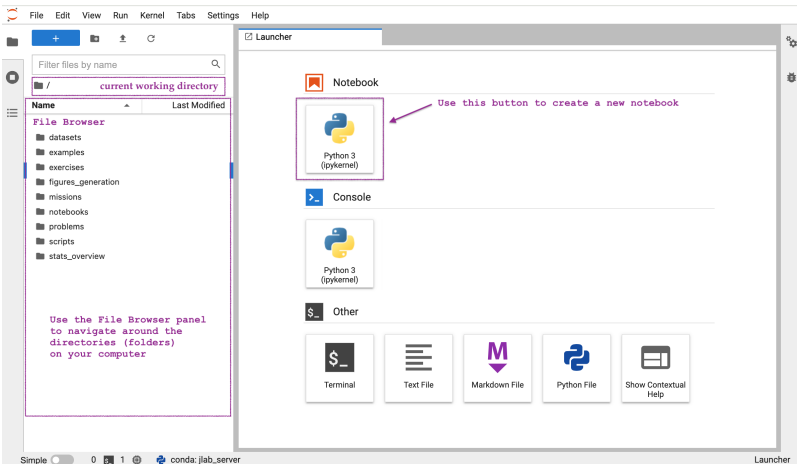 File Edit View Run Kernel Tabs Settings Help
+
Filter files by name
/ current working directory
Name Last Modified
File Browser
datasets
examples
exercises
figures_generation
missions
notebooks
problems
scripts
stats_overview
Use the File Browser panel
to navigate around the
directories (folders)
on your computer
Launcher
Notebook
Use this button to create a new notebook
Python 3
(ipykernel)
>_ Console
Python 3
(ipykernel)
$_ Other
$_
Terminal
Text File
M
Markdown File
Python File
Show Contextual
Help
Simple 0 $_ 1 conda: jlab_server Launcher